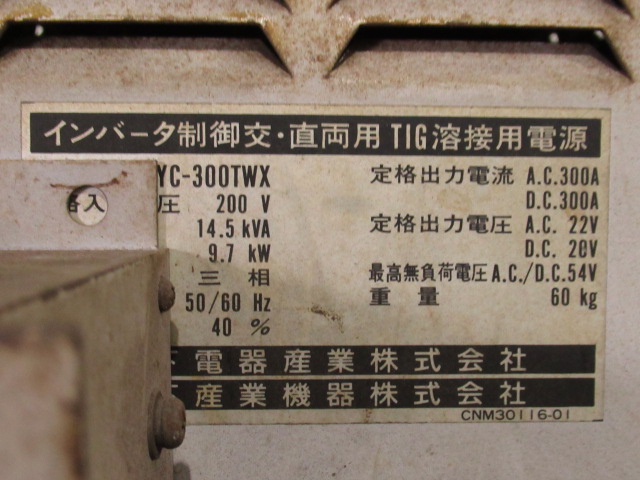 インバータ制御交・直両用 TIG溶接用電源
YC-300TWX 定格出力電流 A.C.300A
入 圧 200 V D.C.300A
14.5 kVA 定格出力電圧 A.C. 22V
9.7 kW D.C. 20V
三相 最高無負荷電圧 A.C./D.C.54V
50/60 Hz 重量 60 kg
40 %
電器産業株式会社
産業機器株式会社
CNM30116-01